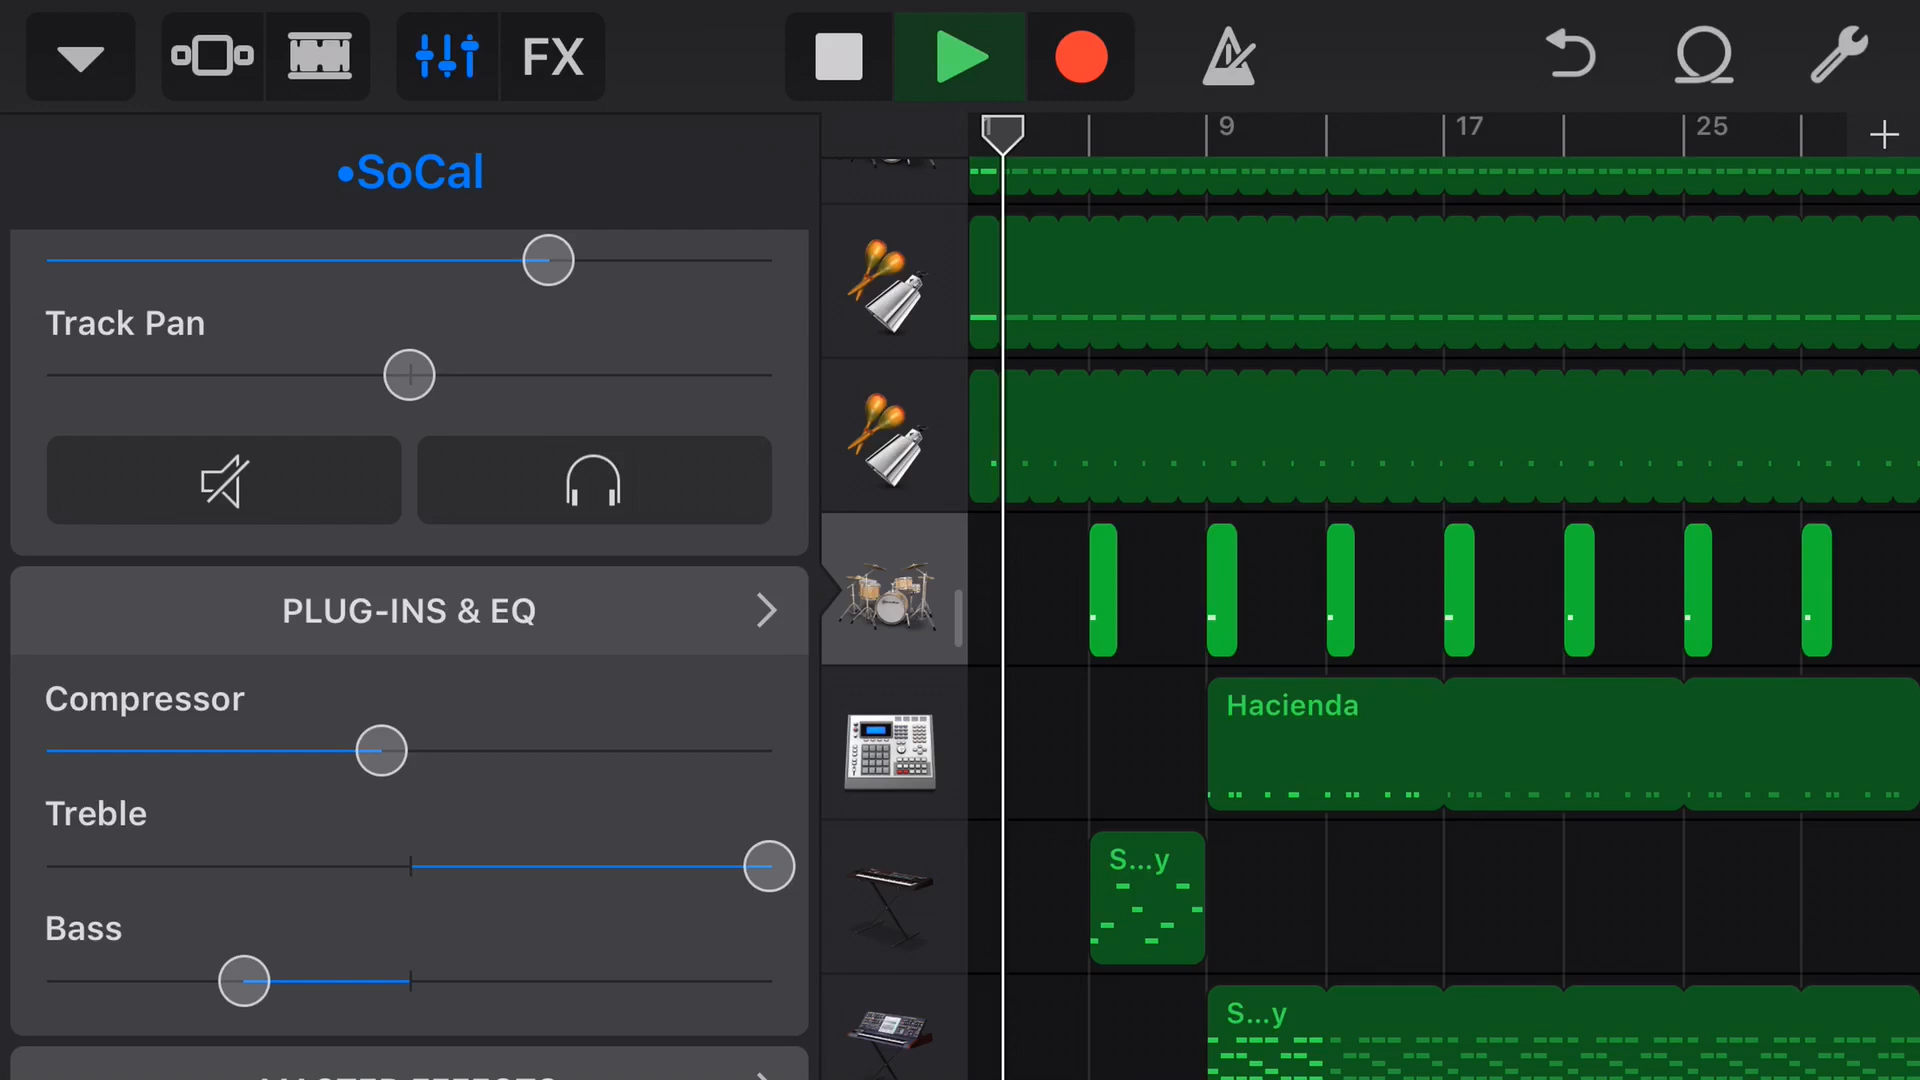 FX
9
17
25
•SoCal
Track Pan
PLUG-INS & EQ
Compressor
Treble
Bass
Hacienda
S...y
S...y